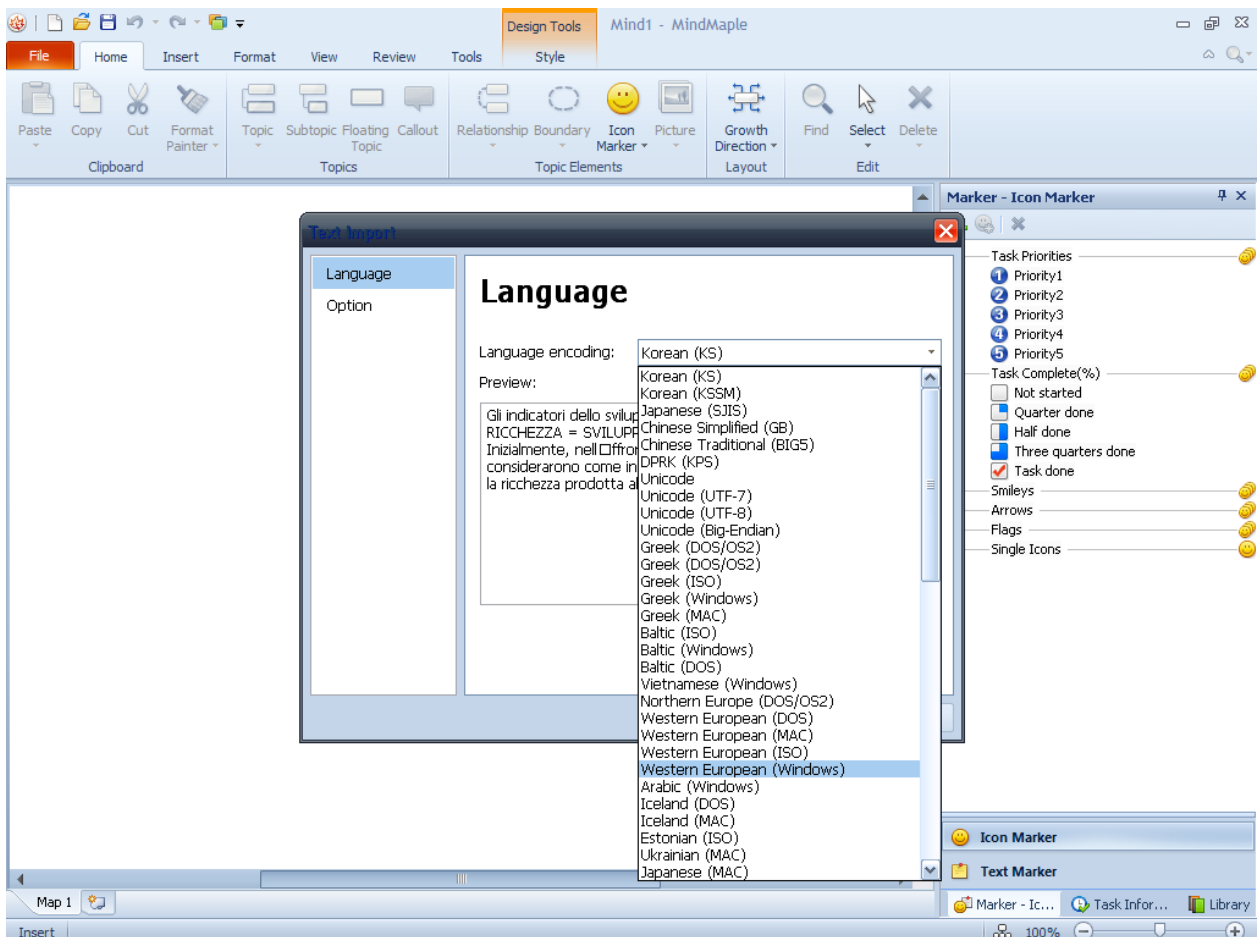 Design Tools
Mind1 - MindMaple
File
Home
Insert
Format
View
Review
Tools
Style
Paste
Copy
Cut
Format Painter
Clipboard
Topic
Subtopic
Floating Topic
Callout
Topics
Relationship
Boundary
Icon Marker
Picture
Topic Elements
Growth Direction
Layout
Find
Select
Delete
Edit
Text Import
Language
Option
Language
Language encoding:
Korean (KS)
Preview:
Gli indicatori dello
RICCHEZZA =
Inizialmente,
considerarono come
la ricchezza prodotta
Korean (KS)
Korean (KSSM)
Japanese (SJIS)
Chinese Simplified (GB)
Chinese Traditional (BIG5)
DPRK (KPS)
Unicode
Unicode (UTF-7)
Unicode (UTF-8)
Unicode (Big-Endian)
Greek (DOS/OS2)
Greek (DOS/OS2)
Greek (ISO)
Greek (Windows)
Greek (MAC)
Baltic (ISO)
Baltic (Windows)
Baltic (DOS)
Vietnamese (Windows)
Northern Europe (DOS/OS2)
Western European (DOS)
Western European (MAC)
Western European (ISO)
Western European (Windows)
Arabic (Windows)
Iceland (DOS)
Iceland (MAC)
Estonian (ISO)
Ukrainian (MAC)
Japanese (MAC)
Marker - Icon Marker
Task Priorities
1 Priority1
2 Priority2
3 Priority3
4 Priority4
5 Priority5
Task Complete(%)
Not started
Quarter done
Half done
Three quarters done
Task done
Smileys
Arrows
Flags
Single Icons
Icon Marker
Text Marker
Marker - Ic...
Task Infor...
Library
Map 1
Insert
100%